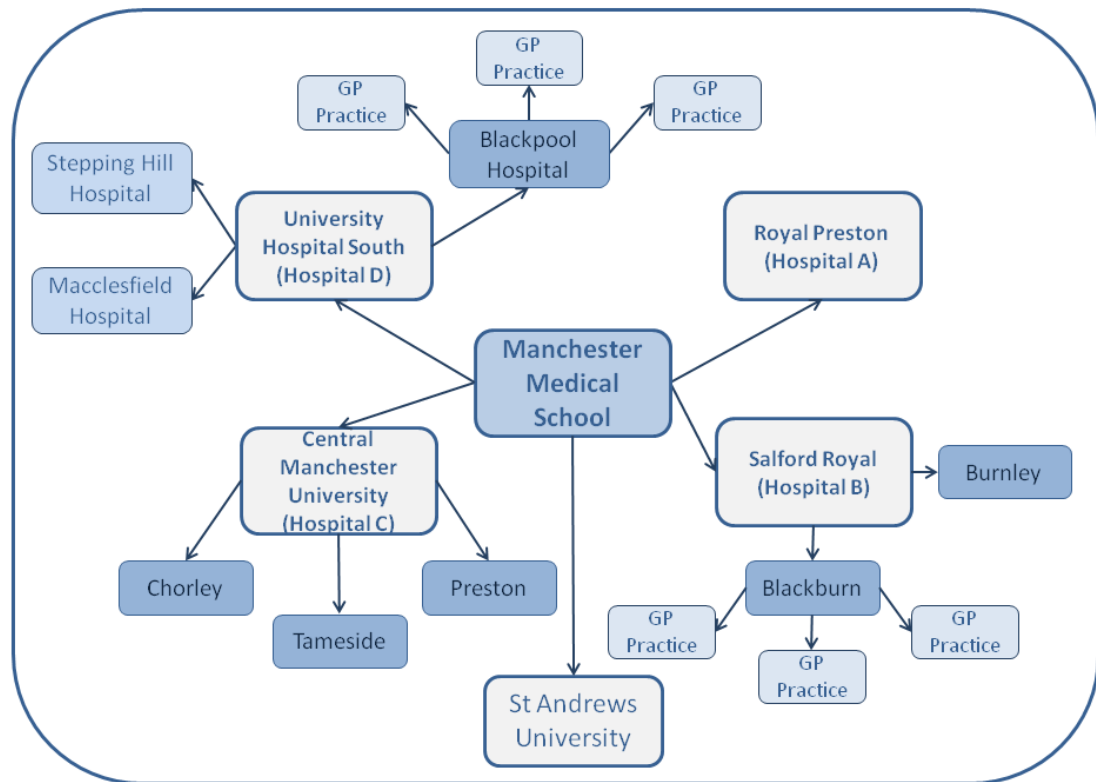 GP
Practice
GP
Practice
GP
Practice
Blackpool
Hospital
Stepping Hill
Hospital
University
Hospital South
(Hospital D)
Royal Preston
(Hospital A)
Macclesfield
Hospital
Manchester
Medical
School
Central
Manchester
University
(Hospital C)
Salford Royal
(Hospital B)
Burnley
Chorley
Preston
Blackburn
Tameside
GP
Practice
GP
Practice
GP
Practice
St Andrews
University